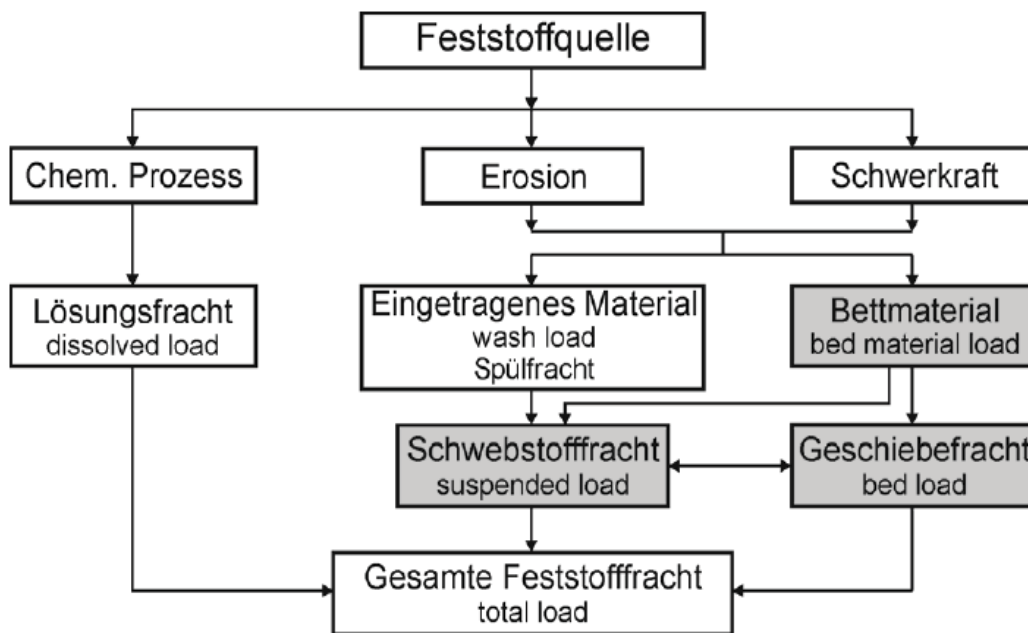 Feststoffquelle
Chem. Prozess
Erosion
Schwerkraft
Lösungsfracht
dissolved load
Eingetragenes Material
wash load
Spülfracht
Bettmaterial
bed material load
Schwebstofffracht
suspended load
Geschiebefracht
bed load
Gesamte Feststofffracht
total load